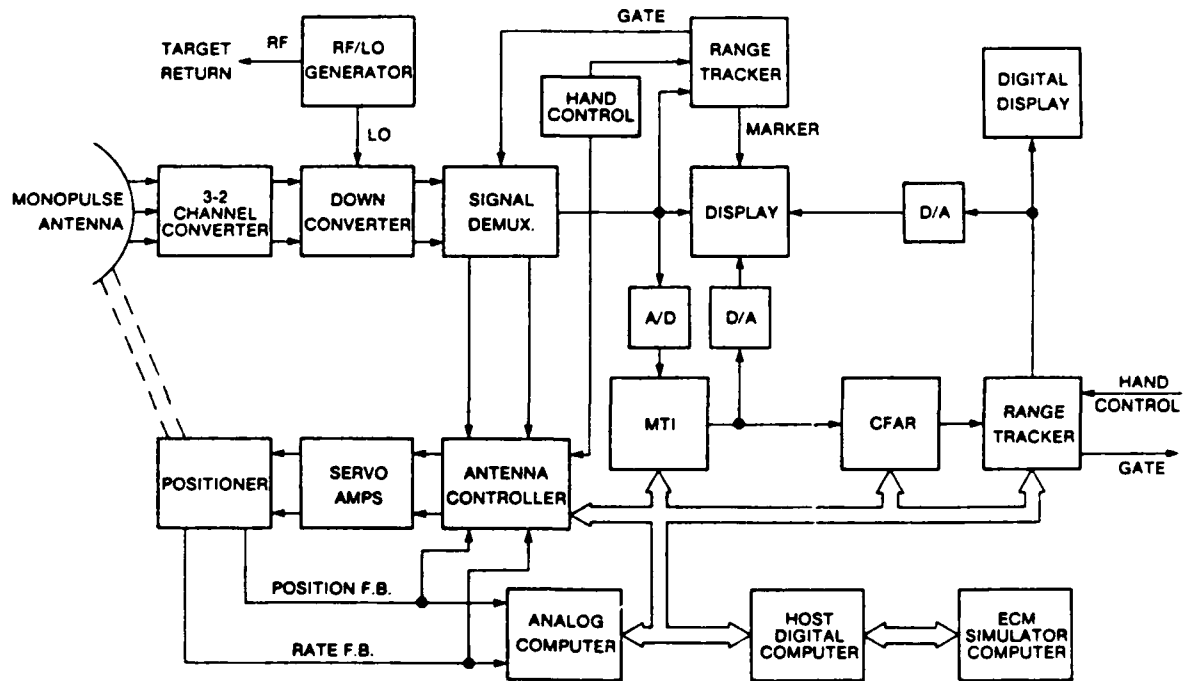 GATE
RF
TARGET
RETURN
RF/LO
GENERATOR
RANGE
TRACKER
HAND
CONTROL
DIGITAL
DISPLAY
LO
MARKER
MONOPULSE
ANTENNA
3-2
CHANNEL
CONVERTER
DOWN
CONVERTER
SIGNAL
DEMUX.
DISPLAY
D/A
A/D
D/A
MTI
CFAR
RANGE
TRACKER
HAND
CONTROL
GATE
POSITIONER
SERVO
AMPS
ANTENNA
CONTROLLER
POSITION F.B.
RATE F.B.
ANALOG
COMPUTER
HOST
DIGITAL
COMPUTER
ECM
SIMULATOR
COMPUTER